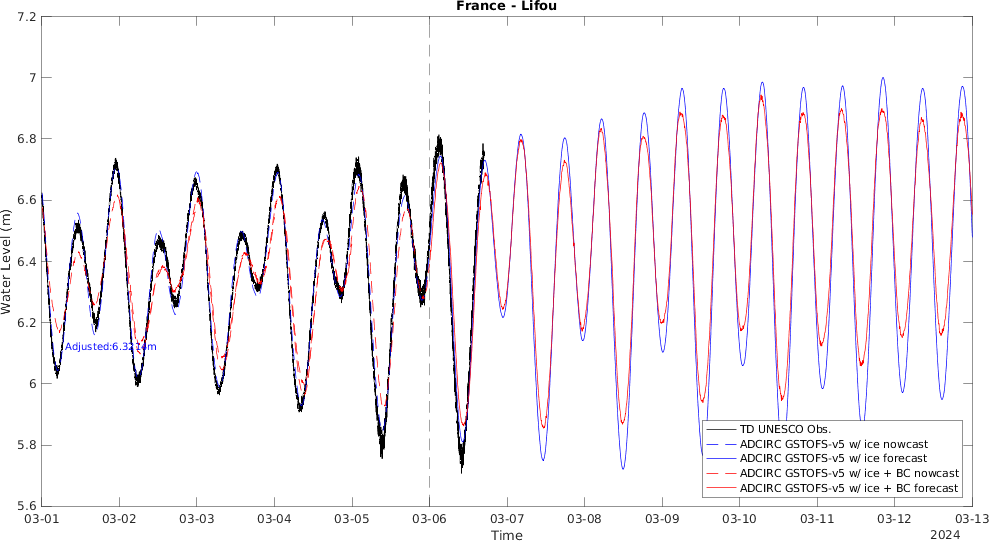 France - Lifou
7.2
7
6.8
6.6
6.4
6.2
6
5.8
5.6
Water Level (m)
Adjusted:6.3214m
TD UNESCO Obs.
ADCIRC GSTOFS-v5 w/ ice nowcast
ADCIRC GSTOFS-v5 w/ ice forecast
ADCIRC GSTOFS-v5 w/ ice + BC nowcast
ADCIRC GSTOFS-v5 w/ ice + BC forecast
03-01 03-02 03-03 03-04 03-05 03-06 03-07 03-08 03-09 03-10 03-11 03-12 03-13
Time
2024